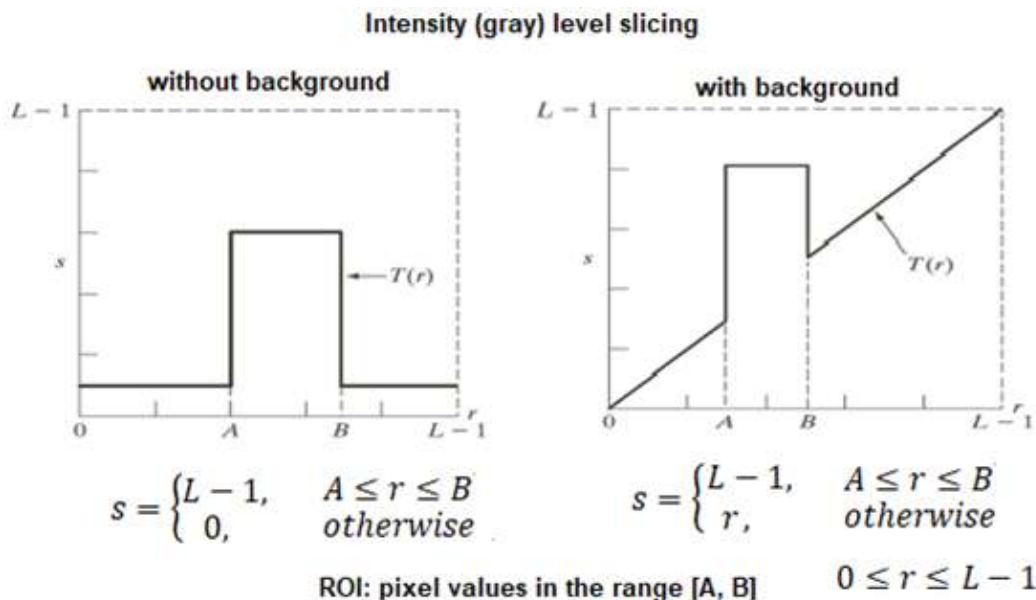 Intensity (gray) level slicing
without background
L − 1
s
T(r)
0
A
B
r
L − 1
s = { L − 1, A ≤ r ≤ B
0, otherwise
with background
L − 1
s
T(r)
0
A
B
r
L − 1
s = { L − 1, A ≤ r ≤ B
r, otherwise
ROI: pixel values in the range [A, B]
0 ≤ r ≤ L − 1